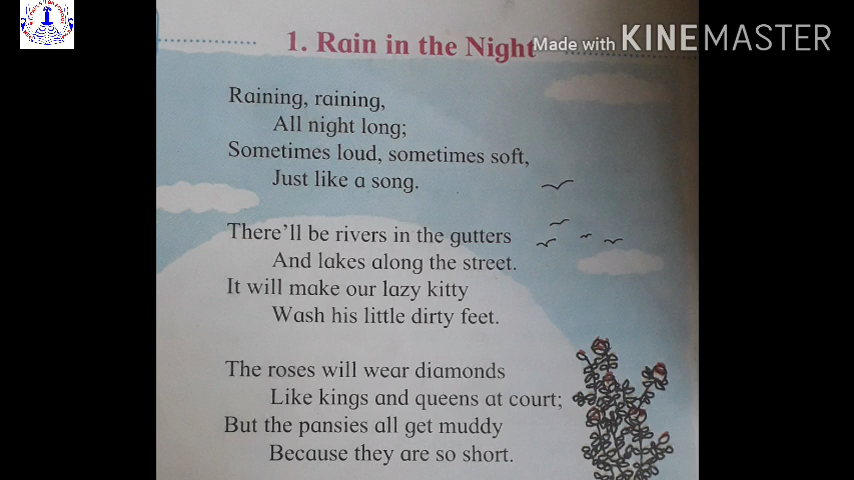 1. Rain in the Night
Made with KINEMASTER
Raining, raining,
All night long;
Sometimes loud, sometimes soft,
Just like a song.
There'll be rivers in the gutters
And lakes along the street.
It will make our lazy kitty
Wash his little dirty feet.
The roses will wear diamonds
Like kings and queens at court;
But the pansies all get muddy
Because they are so short.